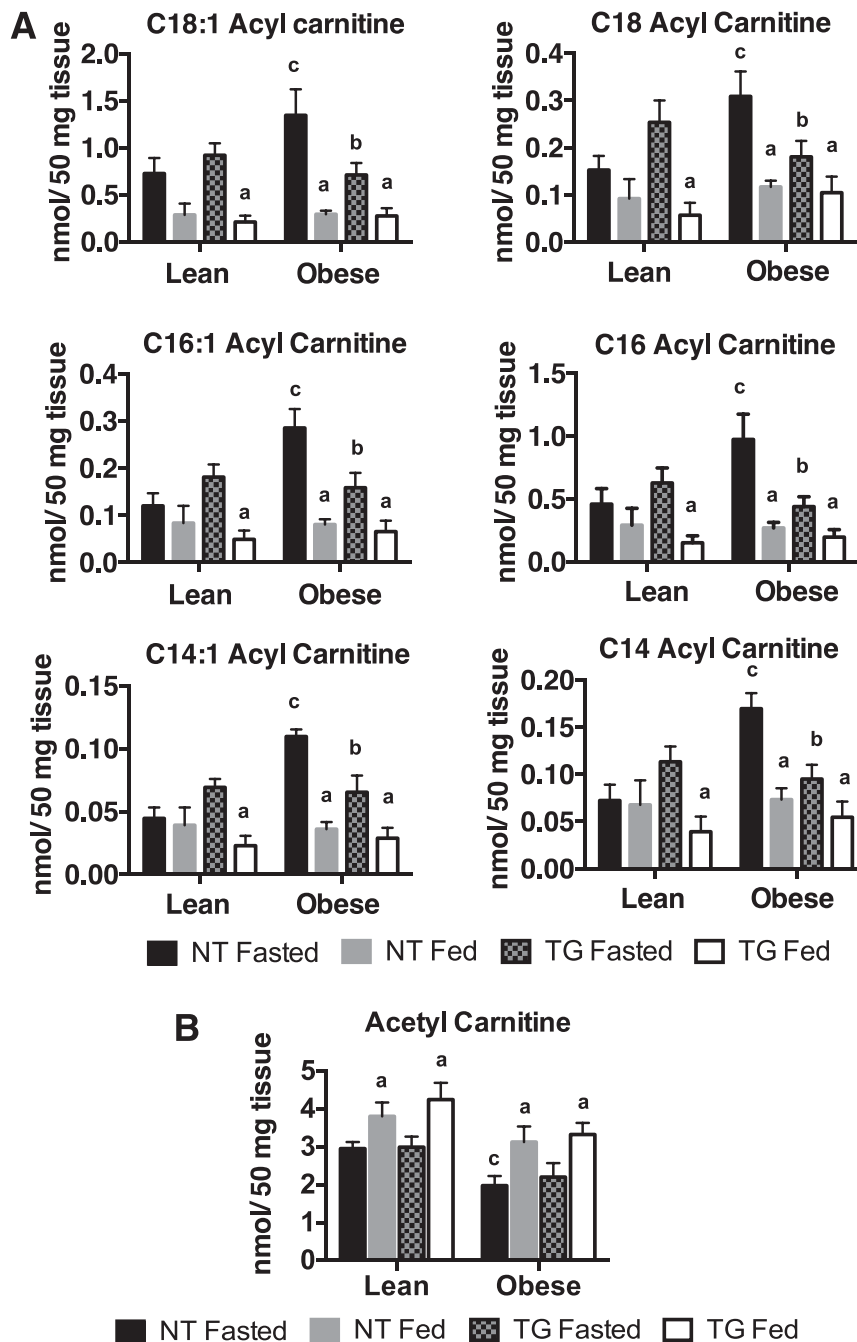 A
C18:1 Acyl carnitine
nmol/ 50 mg tissue
2.0
1.5
1.0
0.5
0.0
a
c
a
b
a
Lean
Obese
C18 Acyl Carnitine
nmol/ 50 mg tissue
0.4
0.3
0.2
0.1
0.0
a
c
a
b
a
Lean
Obese
C16:1 Acyl Carnitine
nmol/ 50 mg tissue
0.4
0.3
0.2
0.1
0.0
a
c
a
b
a
Lean
Obese
C16 Acyl Carnitine
nmol/ 50 mg tissue
1.5
1.0
0.5
0.0
a
c
a
b
a
Lean
Obese
C14:1 Acyl Carnitine
nmol/ 50 mg tissue
0.15
0.10
0.05
0.00
a
c
a
b
a
Lean
Obese
C14 Acyl Carnitine
nmol/ 50 mg tissue
0.20
0.15
0.10
0.05
0.00
a
c
a
b
a
Lean
Obese
NT Fasted NT Fed TG Fasted TG Fed
B
Acetyl Carnitine
nmol/ 50 mg tissue
5
4
3
2
1
0
a
a
c
a
a
Lean
Obese
NT Fasted NT Fed TG Fasted TG Fed